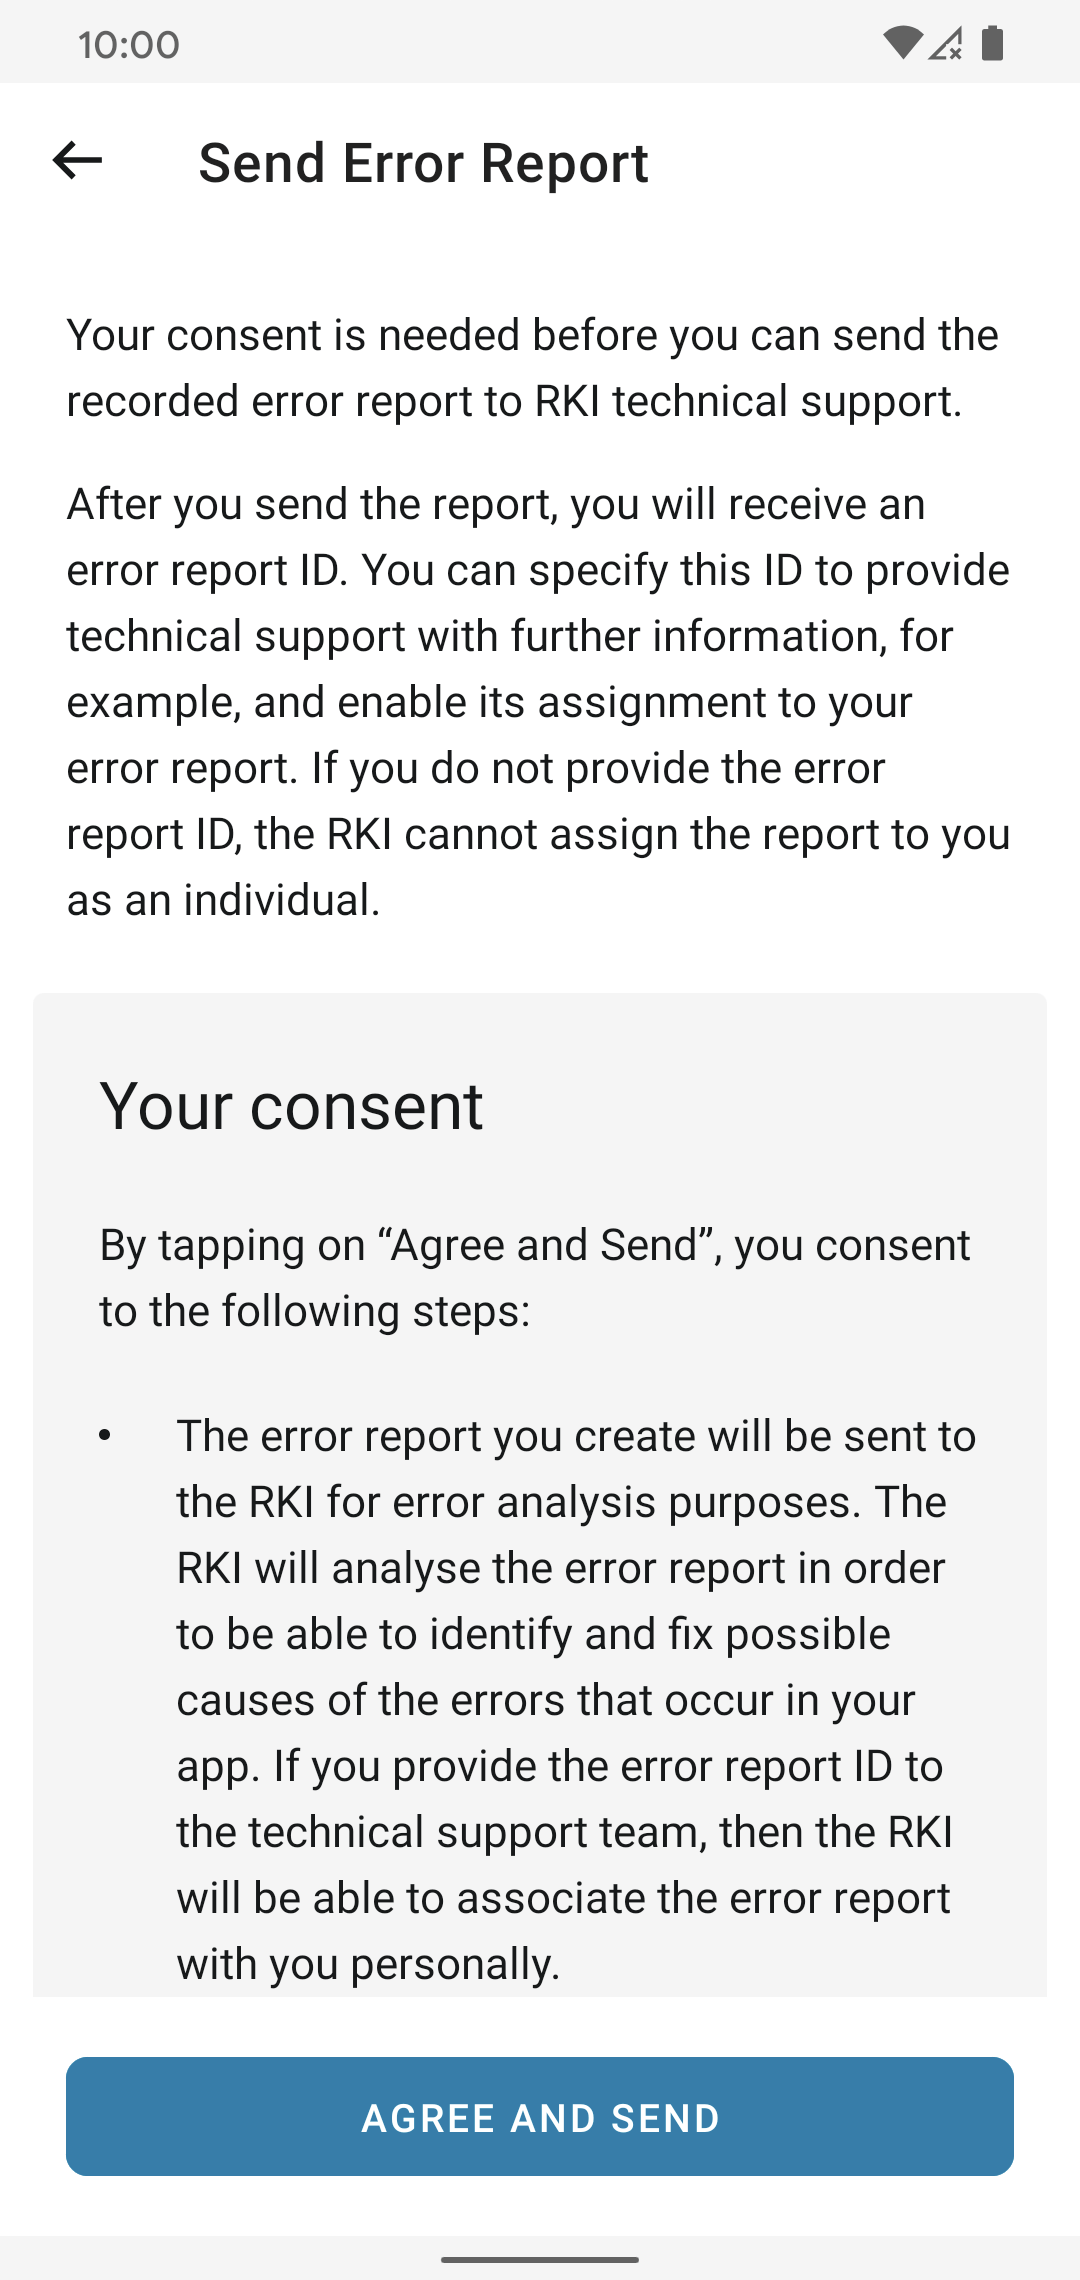 10:00
Send Error Report
Your consent is needed before you can send the
recorded error report to RKI technical support.
After you send the report, you will receive an
error report ID. You can specify this ID to provide
technical support with further information, for
example, and enable its assignment to your
error report. If you do not provide the error
report ID, the RKI cannot assign the report to you
as an individual.
Your consent
By tapping on “Agree and Send”, you consent
to the following steps:
• The error report you create will be sent to
the RKI for error analysis purposes. The
RKI will analyse the error report in order
to be able to identify and fix possible
causes of the errors that occur in your
app. If you provide the error report ID to
the technical support team, then the RKI
will be able to associate the error report
with you personally.
AGREE AND SEND